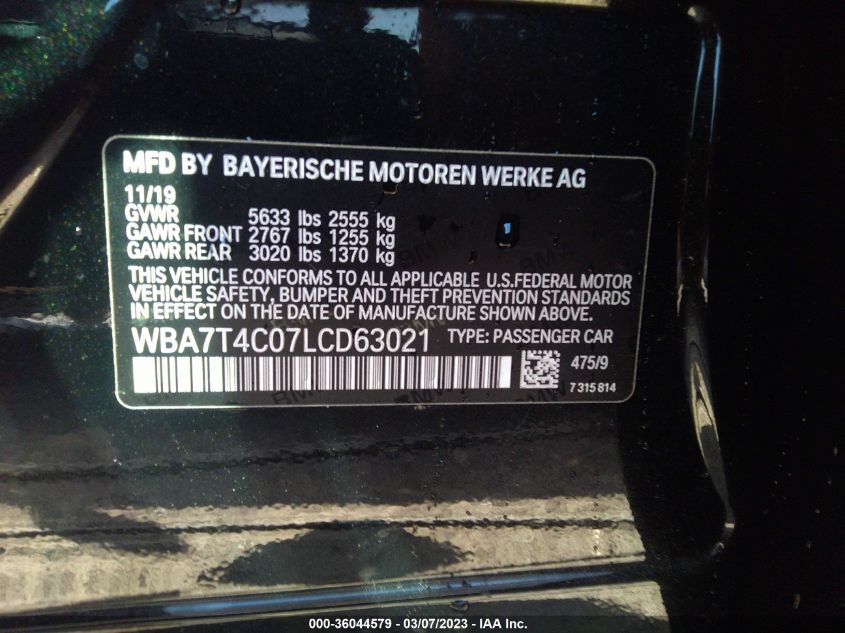 MFD BY BAYERISCHE MOTOREN WERKE AG
11/19
GVWR 5633 lbs 2555 kg
GAWR FRONT 2767 lbs 1255 kg
GAWR REAR 3020 lbs 1370 kg
THIS VEHICLE CONFORMS TO ALL APPLICABLE U.S.FEDERAL MOTOR
VEHICLE SAFETY, BUMPER AND THEFT PREVENTION STANDARDS
IN EFFECT ON THE DATE OF MANUFACTURE SHOWN ABOVE.
WBA7T4C07LCD63021 TYPE: PASSENGER CAR
475/9
7 315 814
000-36044579 — 03/07/2023 — IAA Inc.